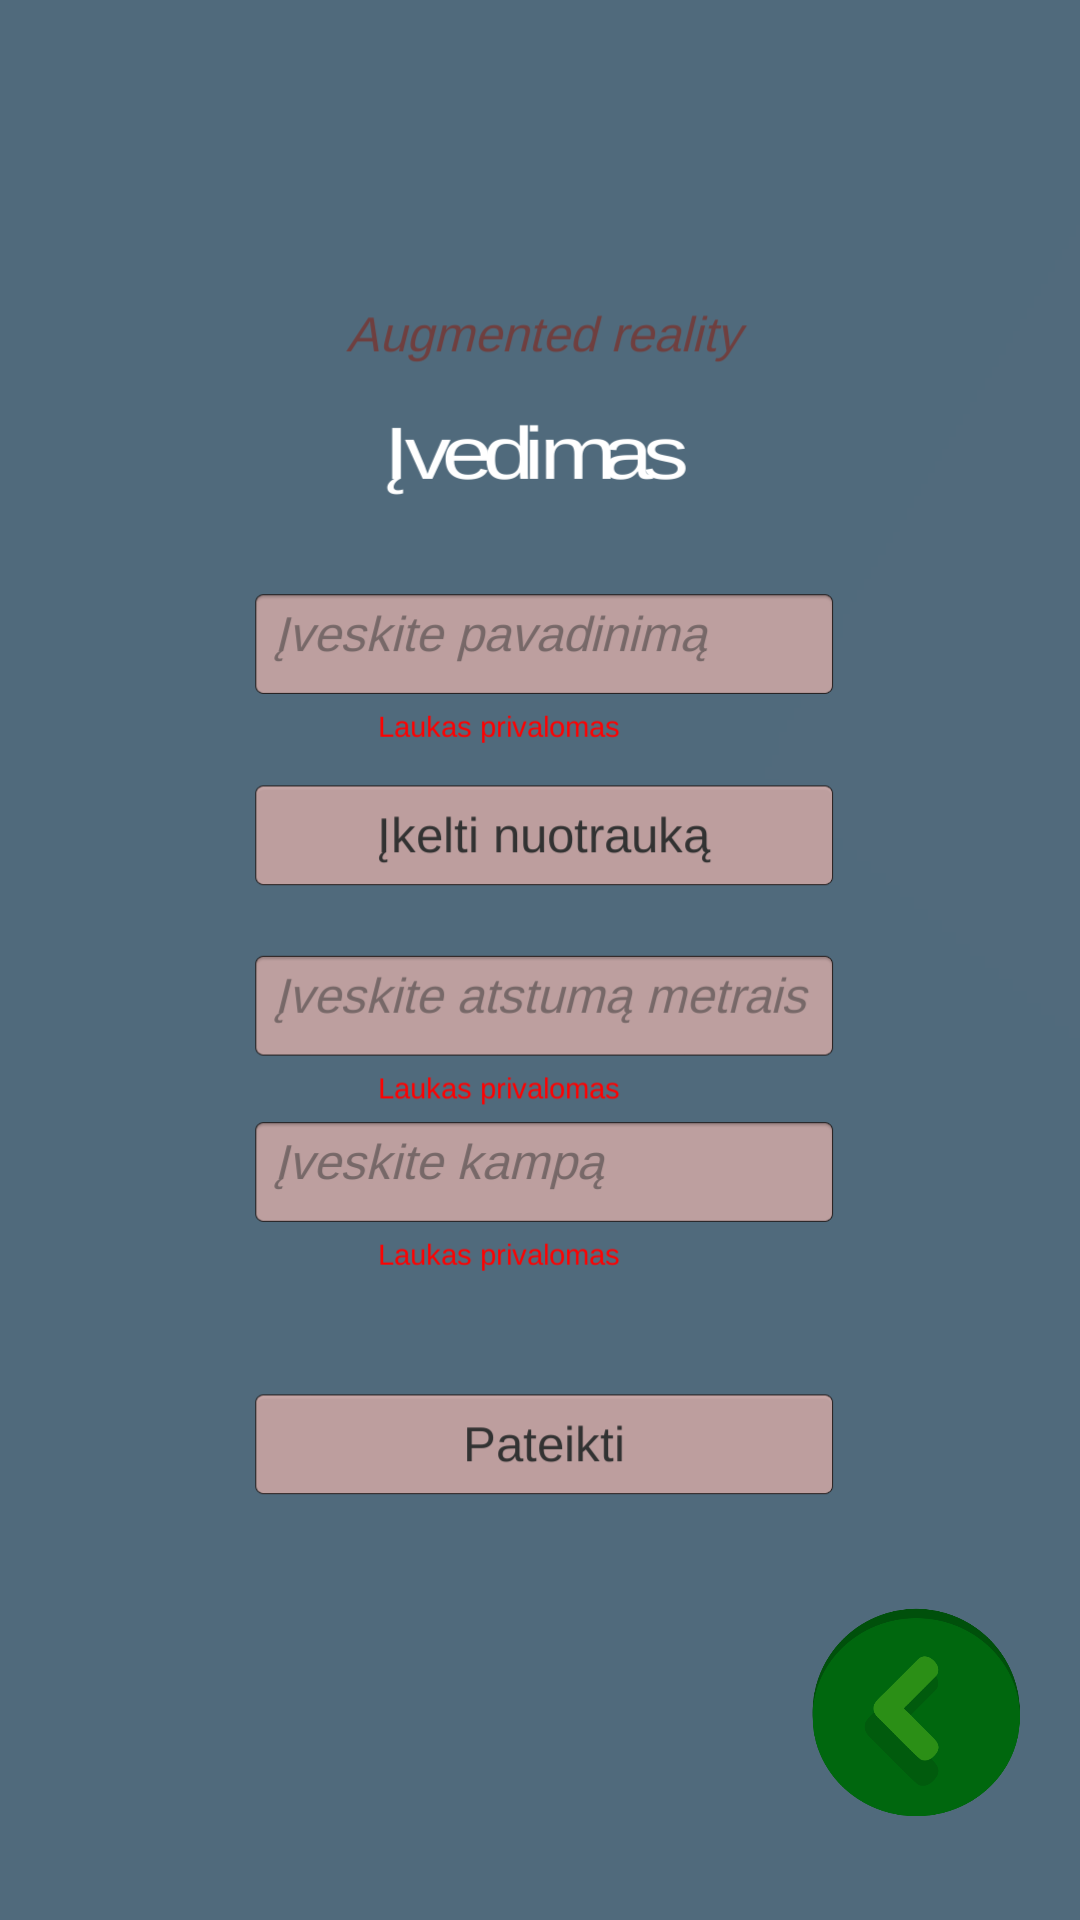 Augmented reality
Įvedimas
Įveskite pavadinimą
Laukas privalomas
Įkelti nuotrauką
Įveskite atstumą metrais
Laukas privalomas
Įveskite kampą
Laukas privalomas
Pateikti